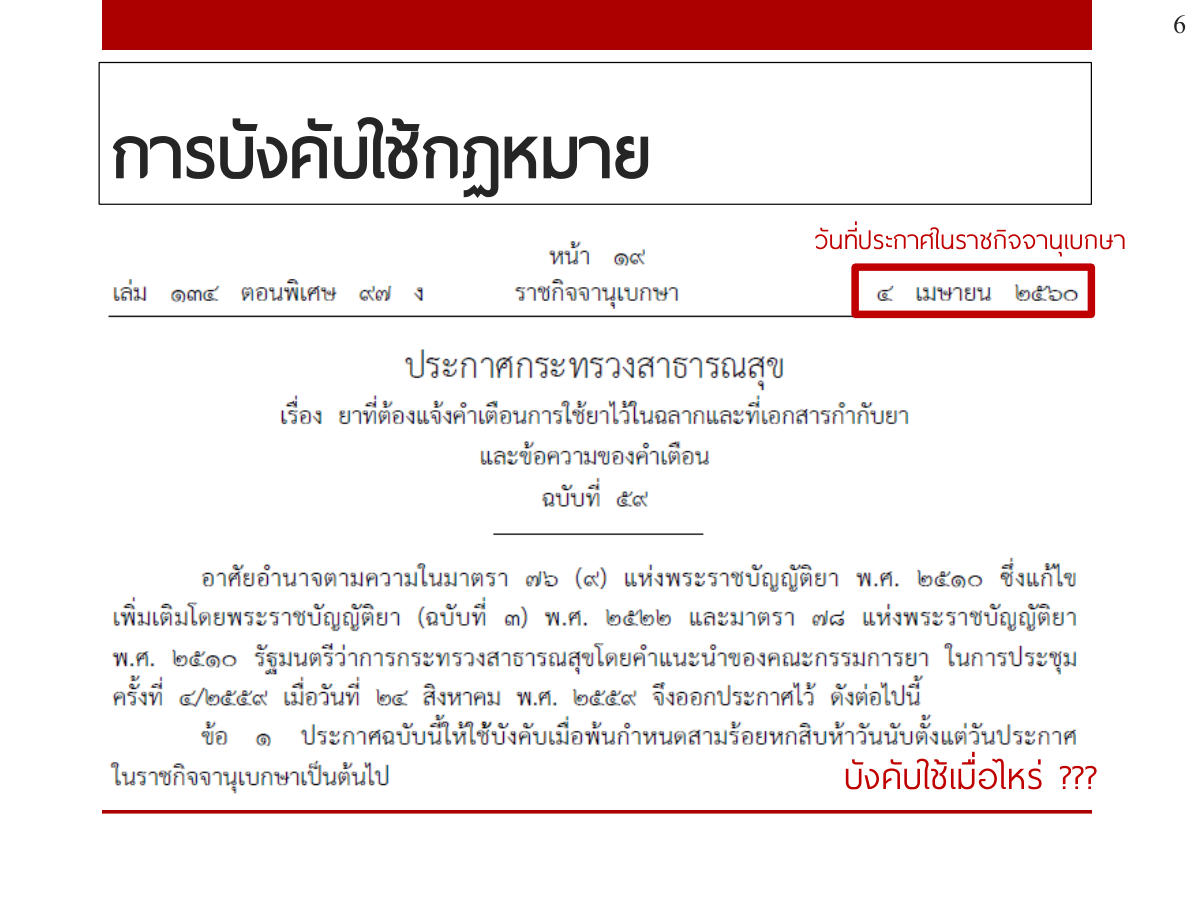 6
การบังคับใช้กฎหมาย
วันที่ประกาศในราชกิจจานุเบกษา
หน้า ๑๙
เล่ม ๑๓๔ ตอนพิเศษ ๙๗ ง ราชกิจจานุเบกษา ๔ เมษายน ๒๕๖๐
ประกาศกระทรวงสาธารณสุข
เรื่อง ยาที่ต้องแจ้งคำเตือนการใช้ยาไว้ในฉลากและที่เอกสารกำกับยา
และข้อความของคำเตือน
ฉบับที่ ๕๙
อาศัยอำนาจตามความในมาตรา ๗๖ (๙) แห่งพระราชบัญญัติยา พ.ศ. ๒๕๑๐ ซึ่งแก้ไข
เพิ่มเติมโดยพระราชบัญญัติยา (ฉบับที่ ๓) พ.ศ. ๒๕๒๒ และมาตรา ๗๘ แห่งพระราชบัญญัติยา
พ.ศ. ๒๕๑๐ รัฐมนตรีว่าการกระทรวงสาธารณสุขโดยคำแนะนำของคณะกรรมการยา ในการประชุม
ครั้งที่ ๔/๒๕๕๙ เมื่อวันที่ ๒๔ สิงหาคม พ.ศ. ๒๕๕๙ จึงออกประกาศไว้ ดังต่อไปนี้
ข้อ ๑ ประกาศฉบับนี้ให้ใช้บังคับเมื่อพ้นกำหนดสามร้อยหกสิบห้าวันนับตั้งแต่วันประกาศ
ในราชกิจจานุเบกษาเป็นต้นไป
บังคับใช้เมื่อไหร่ ???